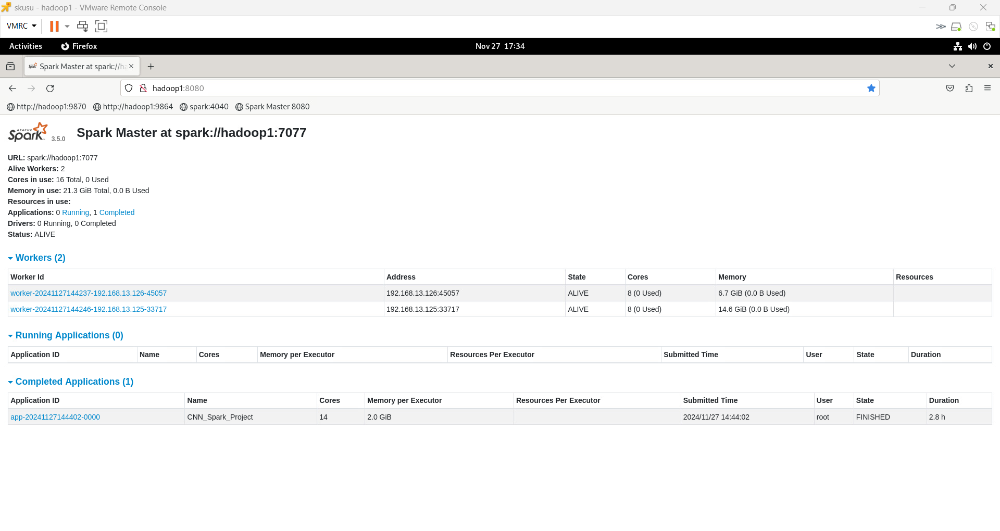 skusu - hadoop1 - VMware Remote Console
VMRC
Activities Firefox Nov 27 17:34
Spark Master at spark://ha
hadoop1:8080
http://hadoop1:9870 http://hadoop1:9864 spark:4040 Spark Master 8080
APACHE Spark 3.5.0 Spark Master at spark://hadoop1:7077
URL: spark://hadoop1:7077
Alive Workers: 2
Cores in use: 16 Total, 0 Used
Memory in use: 21.3 GiB Total, 0.0 B Used
Resources in use:
Applications: 0 Running, 1 Completed
Drivers: 0 Running, 0 Completed
Status: ALIVE
Workers (2)
Worker Id Address State Cores Memory Resources
worker-20241127144237-192.168.13.126-45057 192.168.13.126:45057 ALIVE 8 (0 Used) 6.7 GiB (0.0 B Used)
worker-20241127144246-192.168.13.125-33717 192.168.13.125:33717 ALIVE 8 (0 Used) 14.6 GiB (0.0 B Used)
Running Applications (0)
Application ID Name Cores Memory per Executor Resources Per Executor Submitted Time User State Duration
Completed Applications (1)
Application ID Name Cores Memory per Executor Resources Per Executor Submitted Time User State Duration
app-20241127144402-0000 CNN_Spark_Project 14 2.0 GiB 2024/11/27 14:44:02 root FINISHED 2.8 h